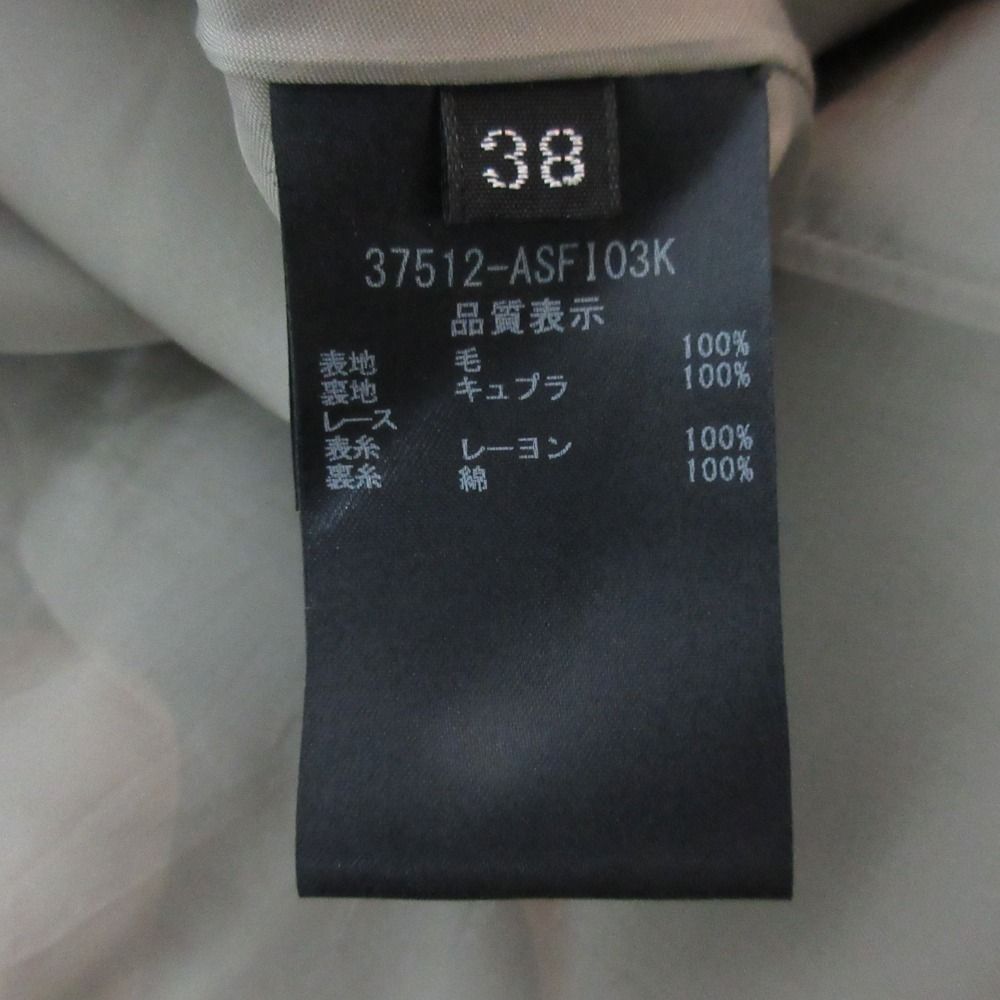 38
37512-ASFI03K
品質表示
表地 毛 100%
裏地 キュプラ 100%
レース
表糸 レーヨン 100%
裏糸 綿 100%